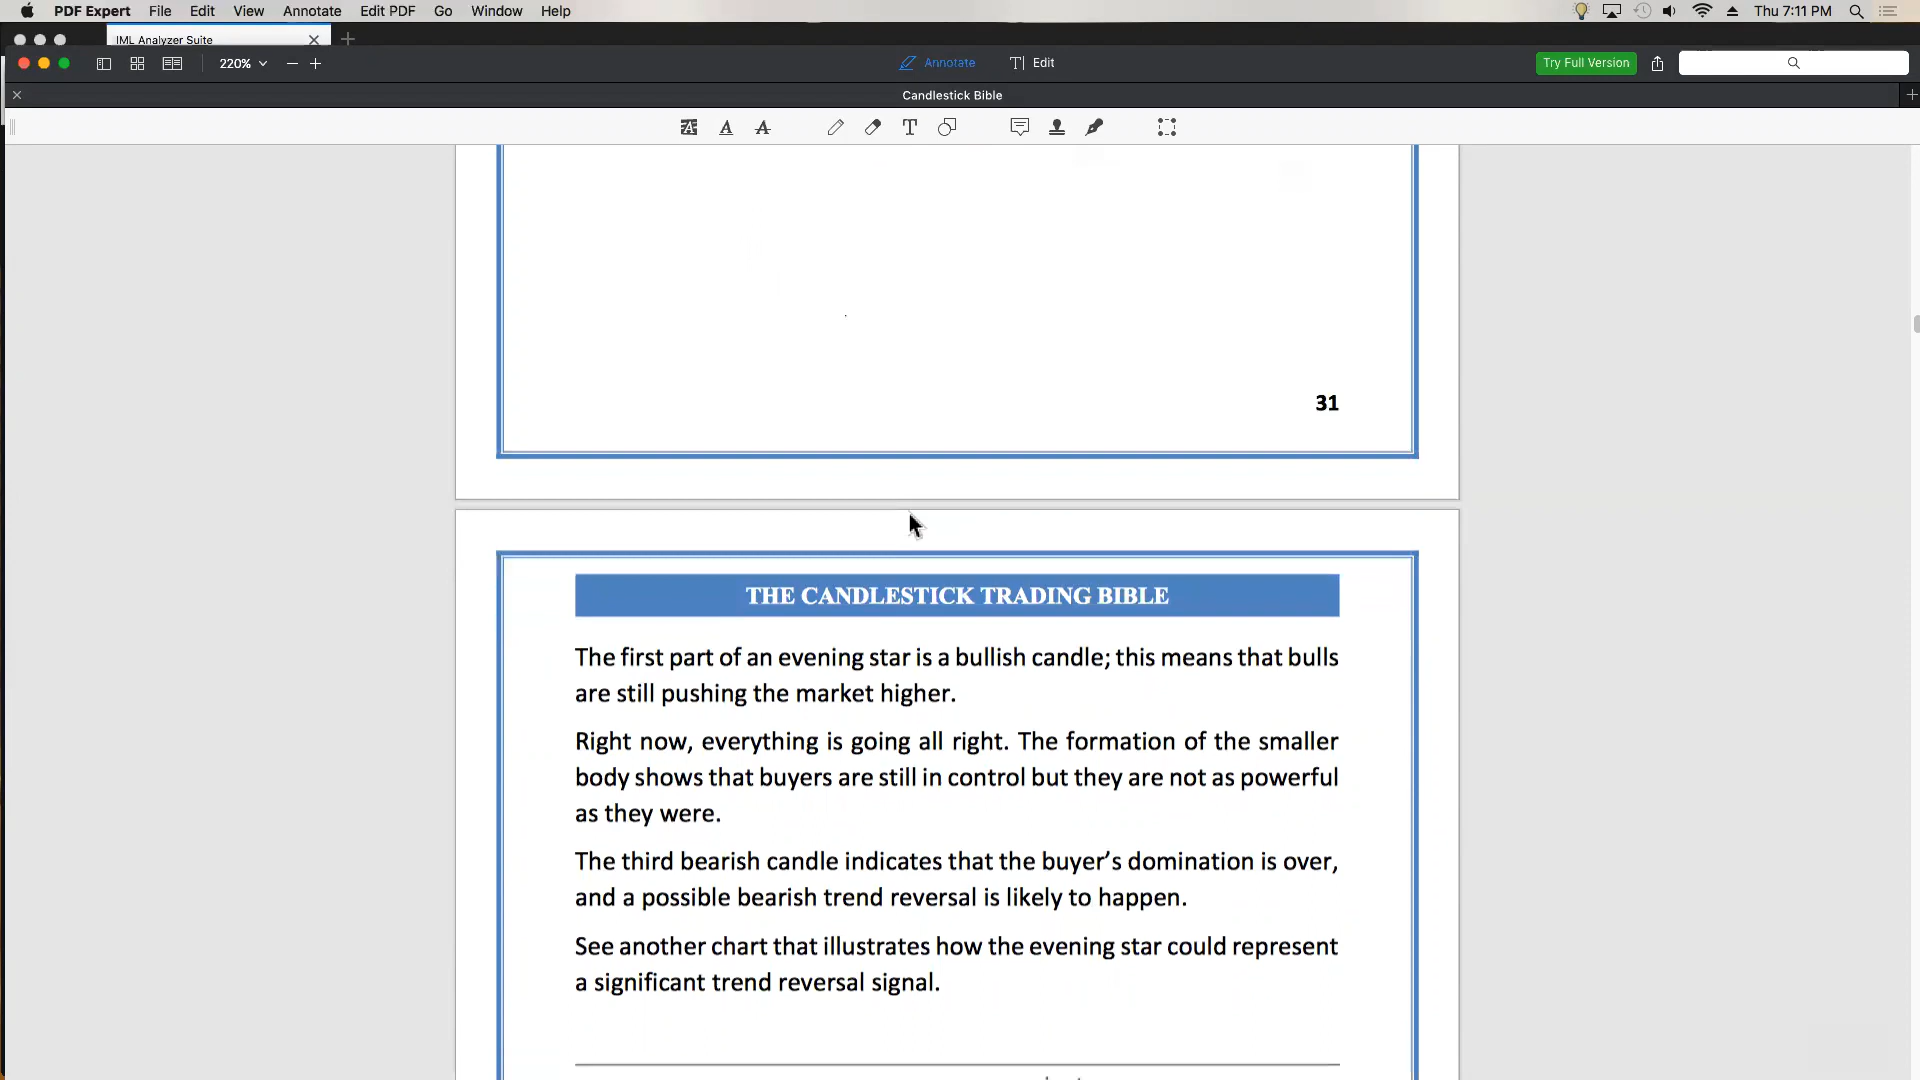 PDF Expert File Edit View Annotate Edit PDF Go Window Help Thu 7:11 PM
IML Analyzer Suite
220% Annotate Edit Try Full Version
Candlestick Bible
31
THE CANDLESTICK TRADING BIBLE
The first part of an evening star is a bullish candle; this means that bulls
are still pushing the market higher.
Right now, everything is going all right. The formation of the smaller
body shows that buyers are still in control but they are not as powerful
as they were.
The third bearish candle indicates that the buyer’s domination is over,
and a possible bearish trend reversal is likely to happen.
See another chart that illustrates how the evening star could represent
a significant trend reversal signal.